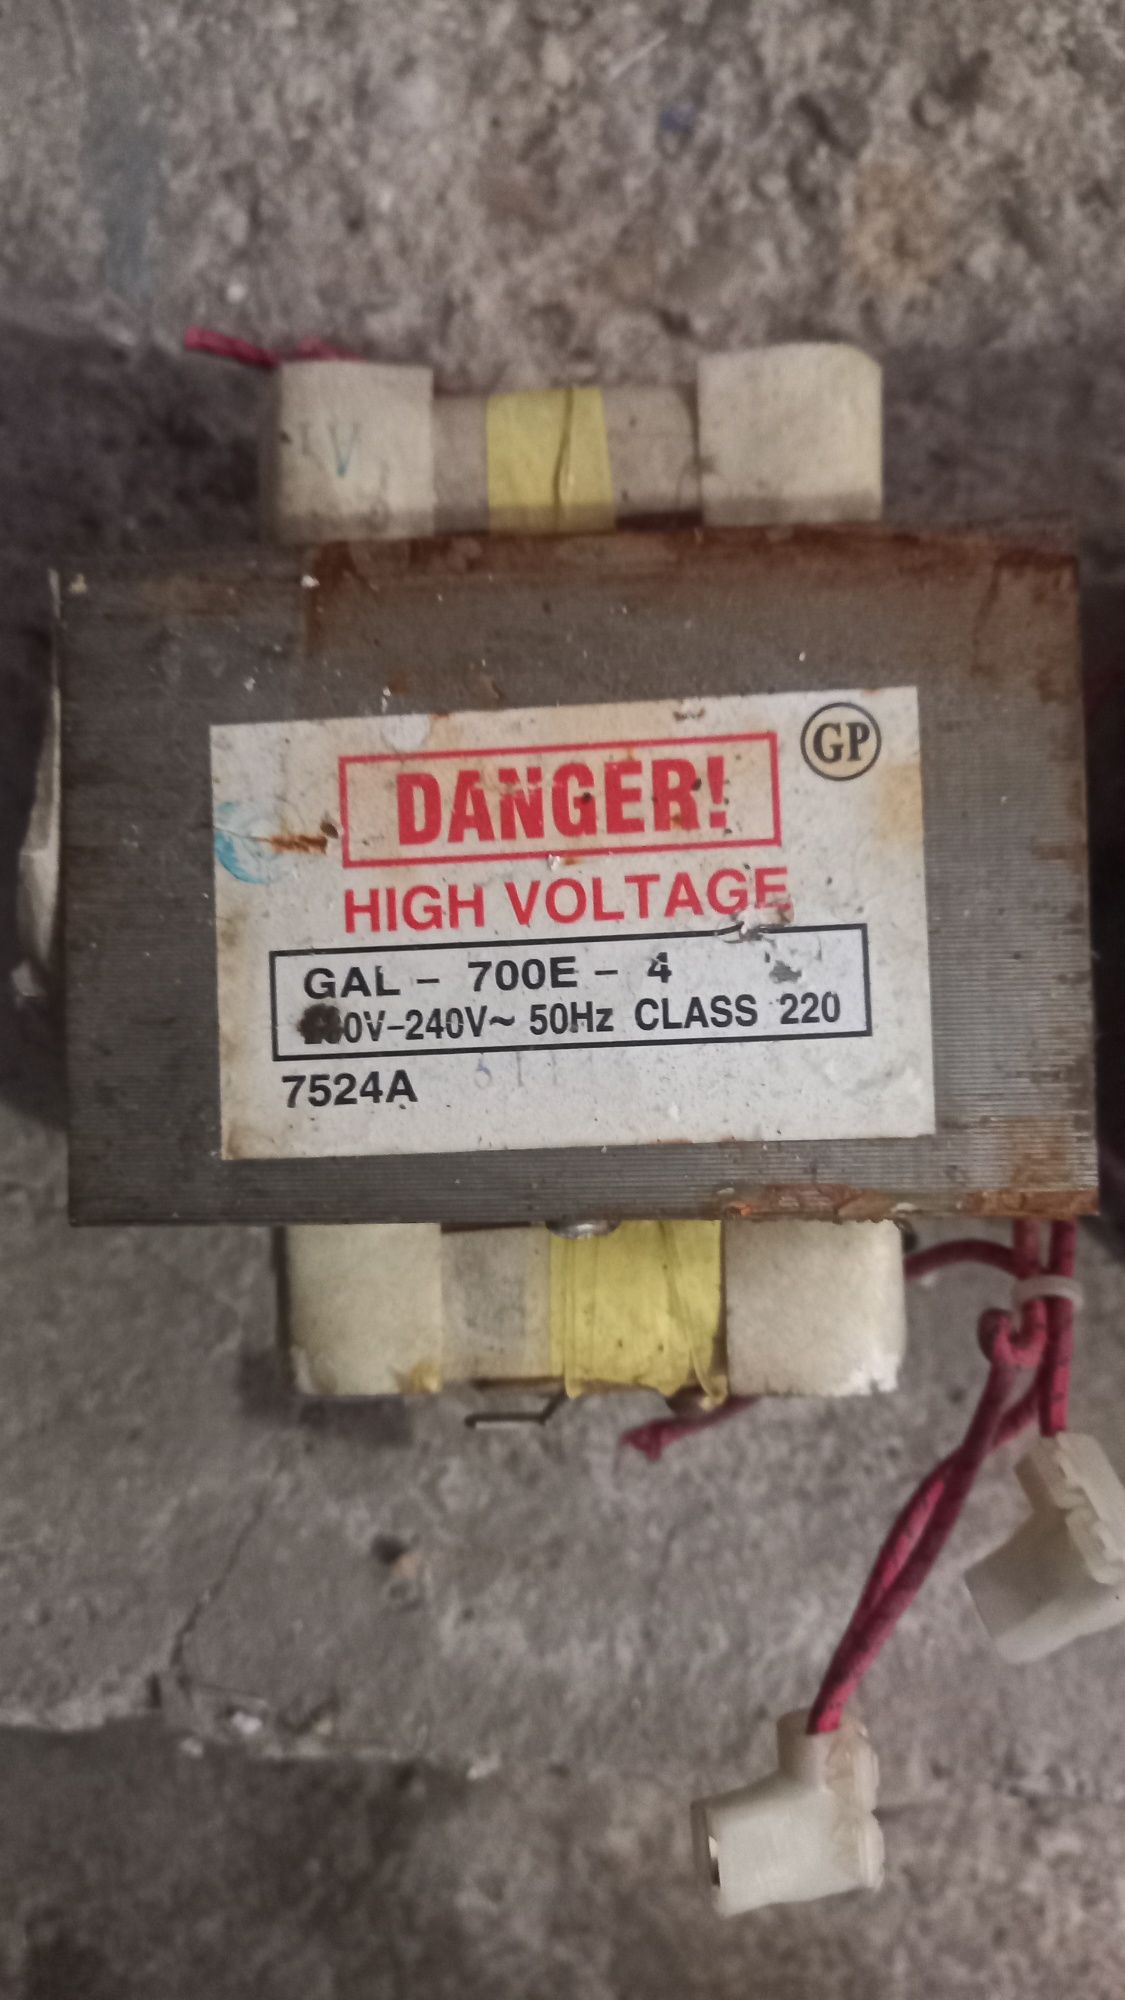 GP
DANGER!
HIGH VOLTAGE
GAL - 700E - 4
0V-240V~ 50Hz CLASS 220
7524A